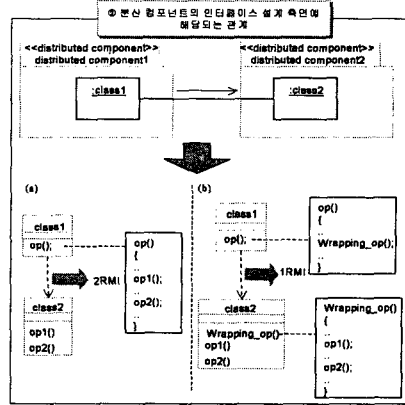 ② 분산 컴포넌트의 인터페이스 설계 측면에
해당되는 관계
<<distributed component>>
distributed component1
<<distributed component>>
distributed component2
:class1
:class2
(a)
class1
op();
2RMI
class2
op1()
op2()
op()
{
..
op1();
..
op2();
..
}
(b)
class1
op();
1RMI
class2
Wrapping_op()
op1()
op2()
op()
{
..
Wrapping_op();
..
}
Wrapping_op()
{
..
op1();
..
op2();
..
}